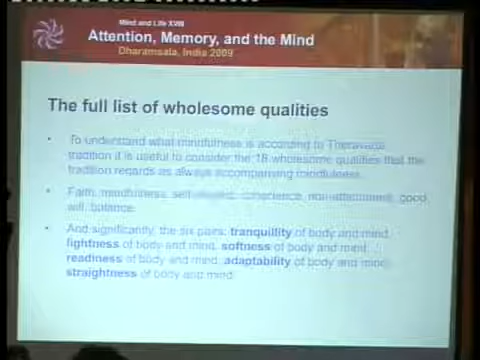 Mind and Life XVIII
Attention, Memory, and the Mind
Dharamsala, India 2009
The full list of wholesome qualities
• To understand what mindfulness is according to Theravada
tradition it is useful to consider the 18 wholesome qualities that the
tradition regards as always accompanying mindfulness.
• Faith, mindfulness, self-respect, conscience, non-attachment, good
will, balance.
• And significantly, the six pairs: tranquillity of body and mind,
lightness of body and mind, softness of body and mind,
readiness of body and mind, adaptability of body and mind,
straightness of body and mind.